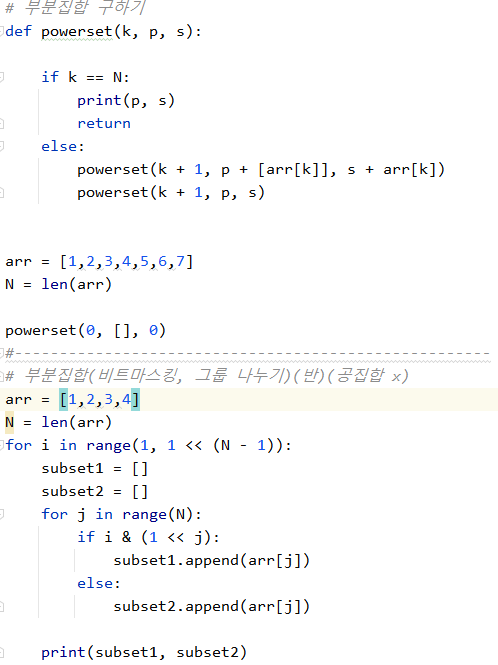 # 부분집합 구하기
def powerset(k, p, s):
    if k == N:
        print(p, s)
        return
    else:
        powerset(k + 1, p + [arr[k]], s + arr[k])
        powerset(k + 1, p, s)
arr = [1,2,3,4,5,6,7]
N = len(arr)
powerset(0, [], 0)
#-----------------------------------------------------
# 부분집합(비트마스킹, 그룹 나누기)(반)(공집합 x)
arr = [1,2,3,4]
N = len(arr)
for i in range(1, 1 << (N - 1)):
    subset1 = []
    subset2 = []
    for j in range(N):
        if i & (1 << j):
            subset1.append(arr[j])
        else:
            subset2.append(arr[j])
    print(subset1, subset2)